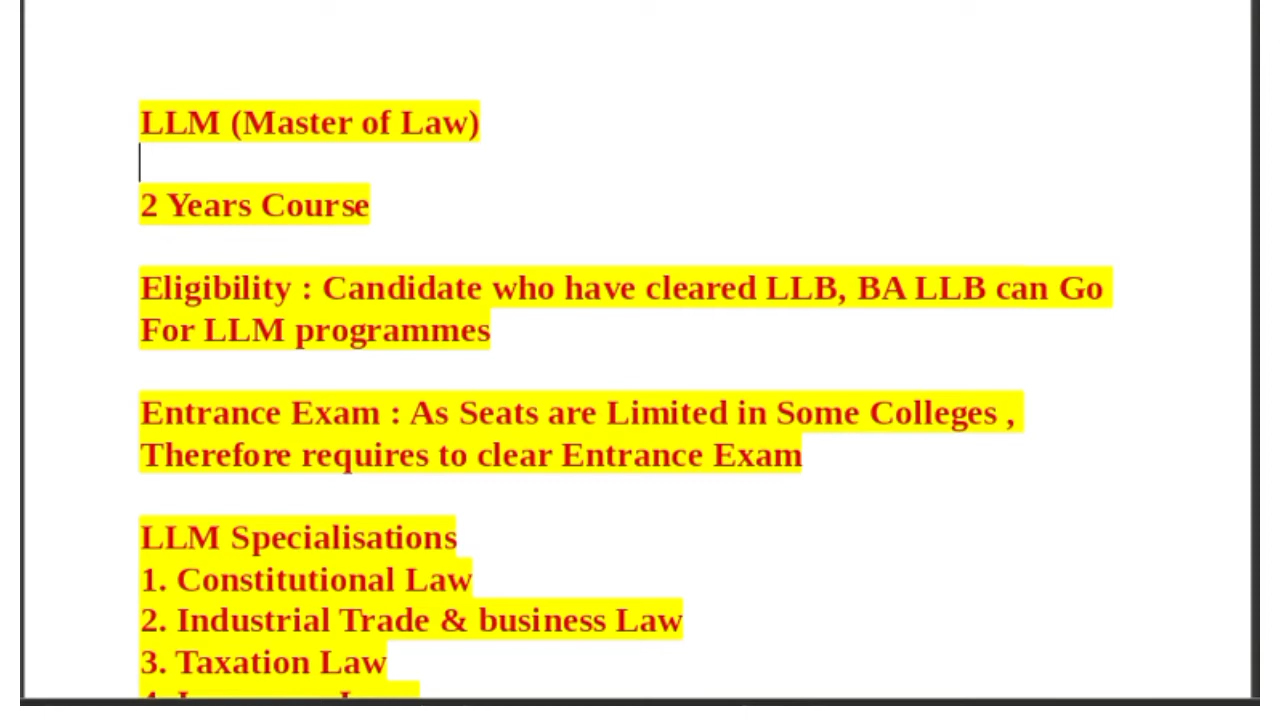 LLM (Master of Law)
2 Years Course
Eligibility : Candidate who have cleared LLB, BA LLB can Go
For LLM programmes
Entrance Exam : As Seats are Limited in Some Colleges ,
Therefore requires to clear Entrance Exam
LLM Specialisations
1. Constitutional Law
2. Industrial Trade & business Law
3. Taxation Law